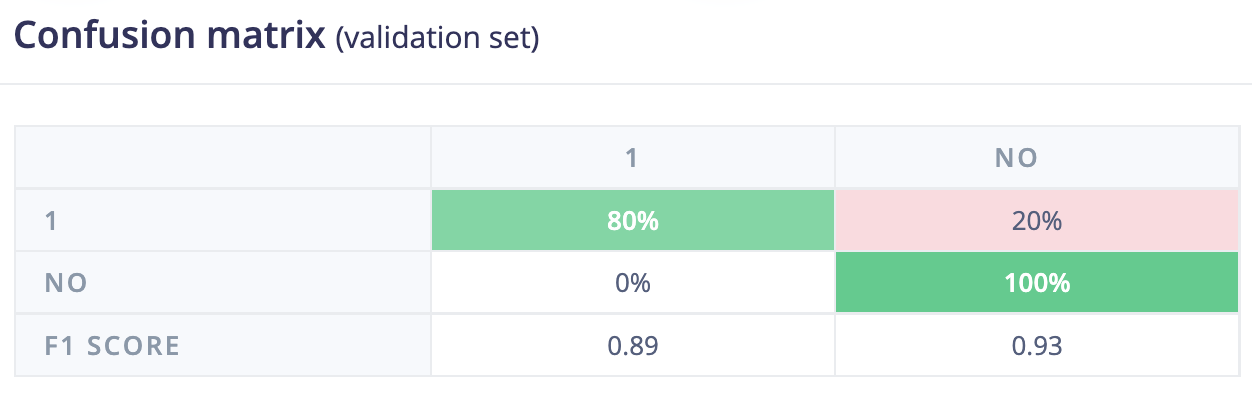 Confusion matrix (validation set)
1 NO
1 80% 20%
NO 0% 100%
F1 SCORE 0.89 0.93